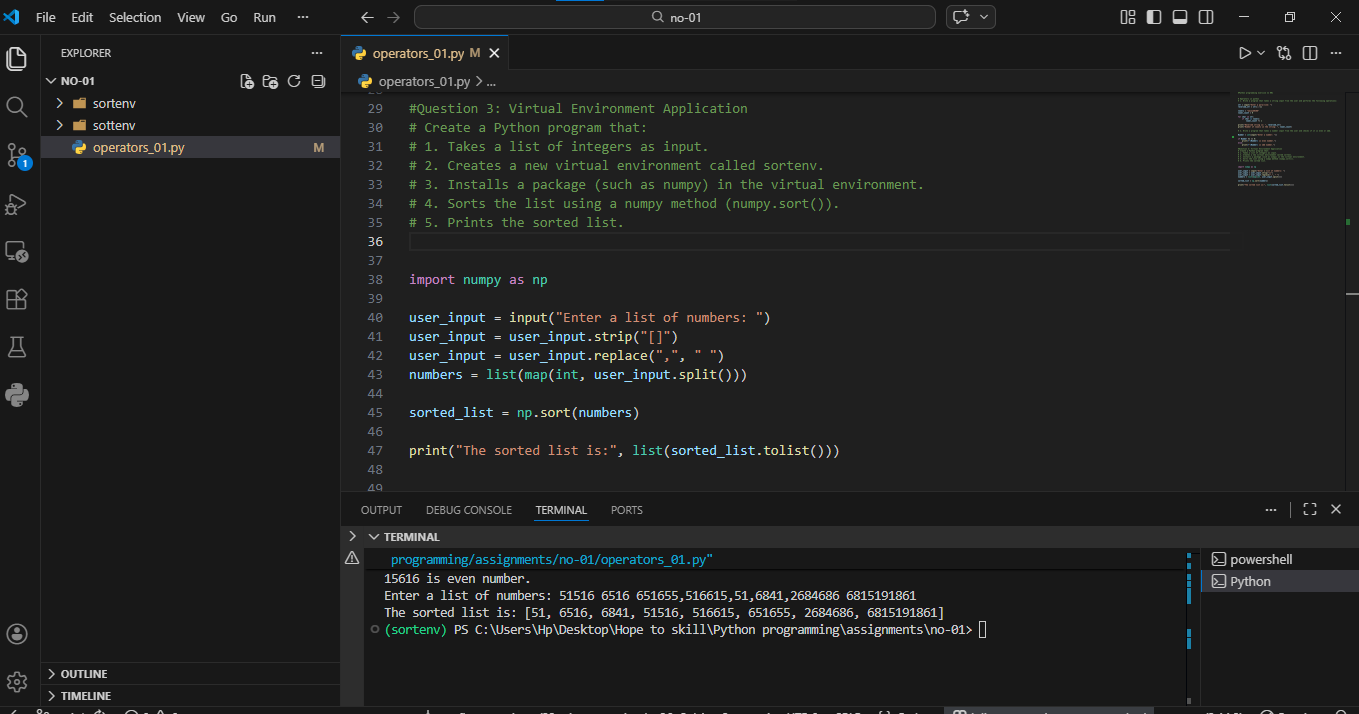 File Edit Selection View Go Run ··· no-01
EXPLORER ···
NO-01
sortenv
sottenv
operators_01.py M
operators_01.py M
operators_01.py > ...
29 #Question 3: Virtual Environment Application
30 # Create a Python program that:
31 # 1. Takes a list of integers as input.
32 # 2. Creates a new virtual environment called sortenv.
33 # 3. Installs a package (such as numpy) in the virtual environment.
34 # 4. Sorts the list using a numpy method (numpy.sort()).
35 # 5. Prints the sorted list.
36
37
38 import numpy as np
39
40 user_input = input("Enter a list of numbers: ")
41 user_input = user_input.strip("[]")
42 user_input = user_input.replace(",", " ")
43 numbers = list(map(int, user_input.split()))
44
45 sorted_list = np.sort(numbers)
46
47 print("The sorted list is:", list(sorted_list.tolist()))
48
49
1
OUTPUT DEBUG CONSOLE TERMINAL PORTS
TERMINAL
programming/assignments/no-01/operators_01.py"
15616 is even number.
Enter a list of numbers: 51516 6516 651655,516615,51,6841,2684686 6815191861
The sorted list is: [51, 6516, 6841, 51516, 516615, 651655, 2684686, 6815191861]
(sortenv) PS C:\Users\Hp\Desktop\Hope to skill\Python programming\assignments\no-01>
powershell
Python
OUTLINE
TIMELINE